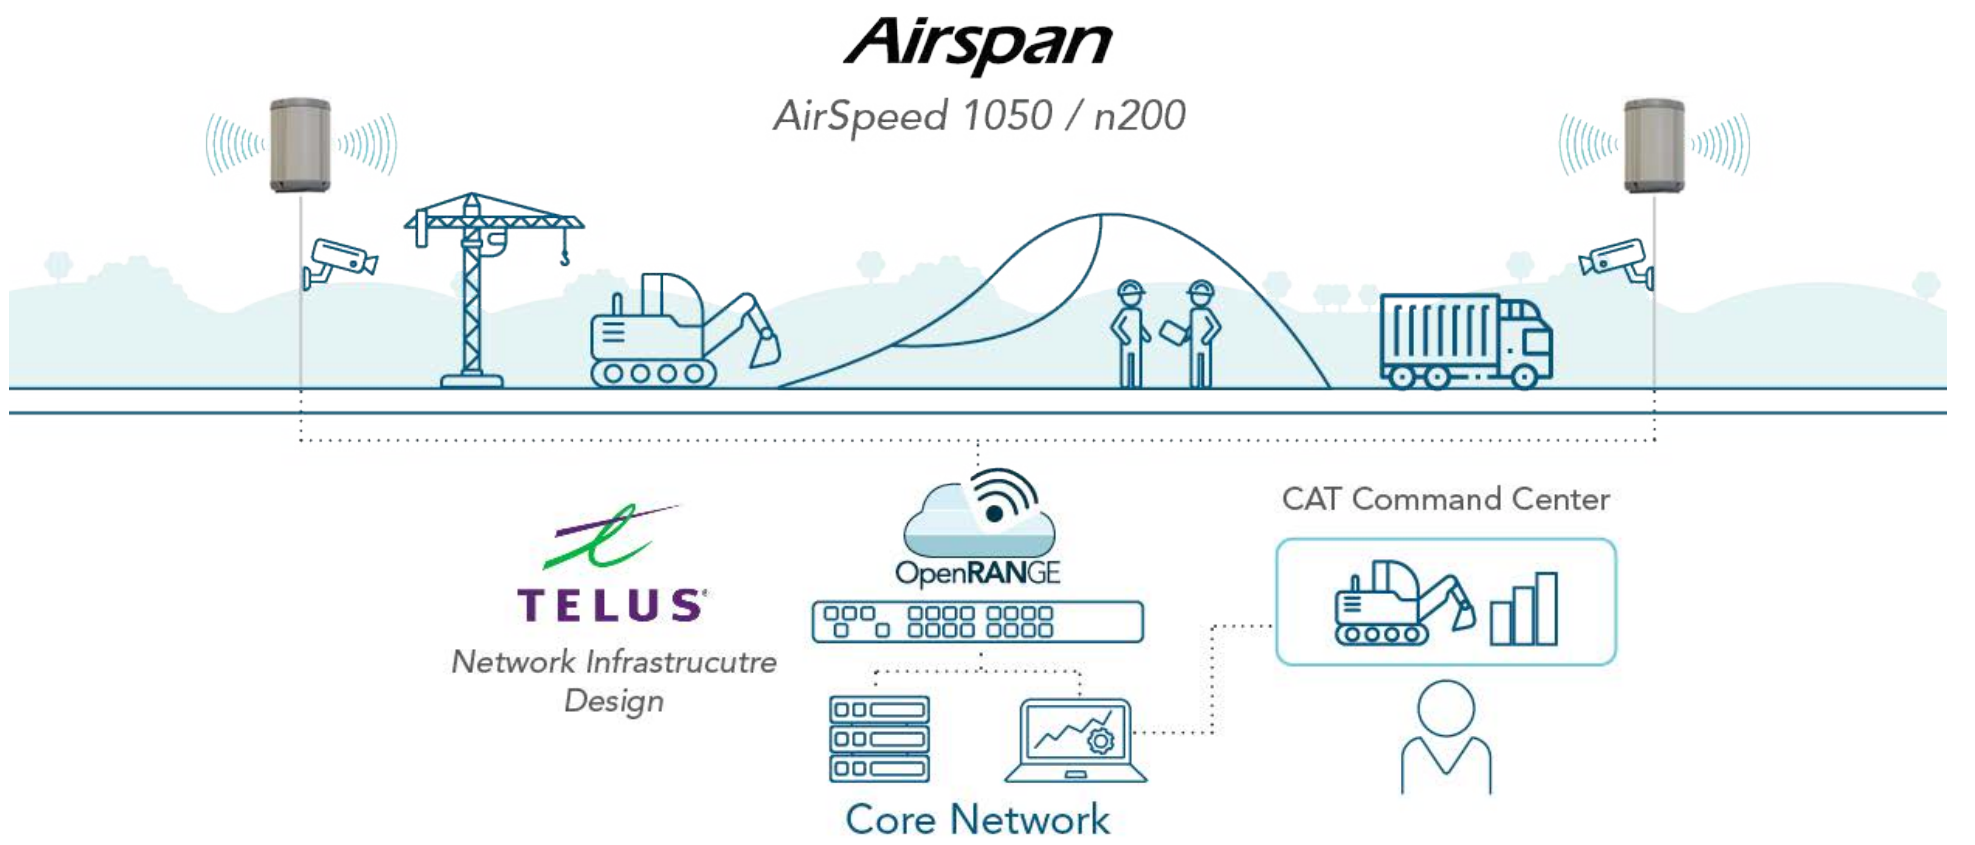 Airspan
AirSpeed 1050 / n200
OpenRANGE
CAT Command Center
TELUS®
Network Infrastrucutre
Design
Core Network